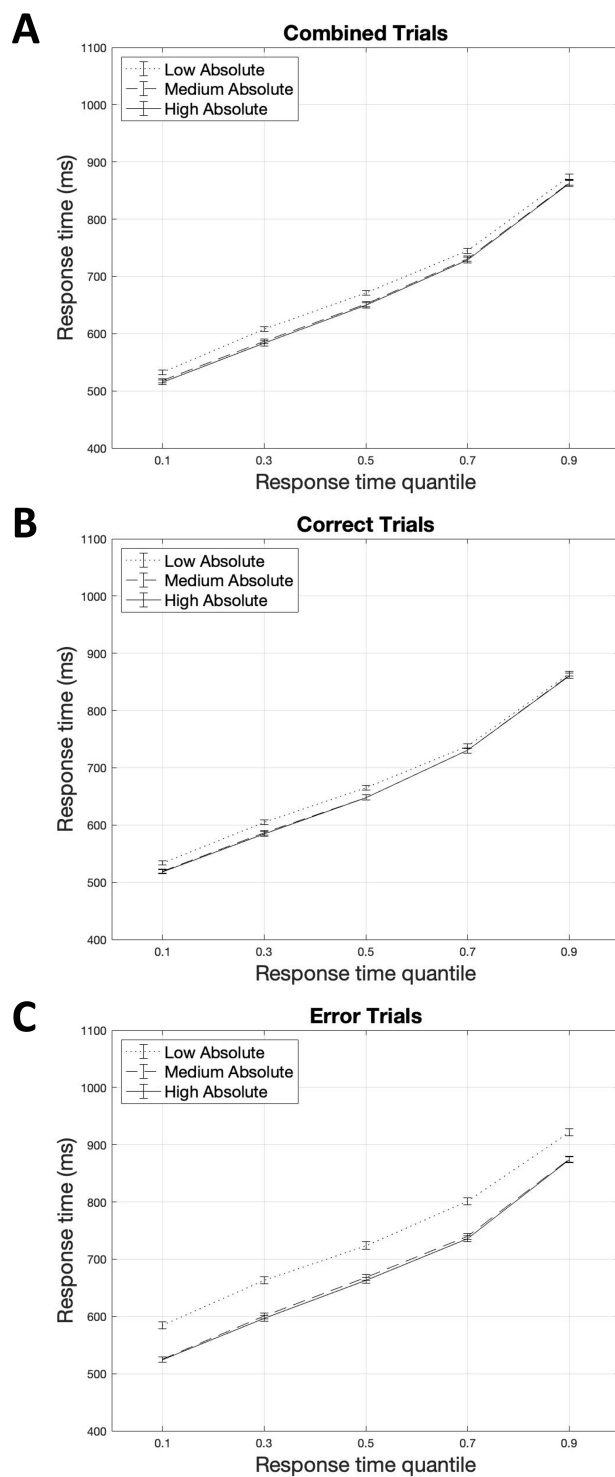 A
Combined Trials
Low Absolute
Medium Absolute
High Absolute
1100
1000
900
800
700
600
500
400
Response time (ms)
0.1 0.3 0.5 0.7 0.9
Response time quantile
B
Correct Trials
Low Absolute
Medium Absolute
High Absolute
1100
1000
900
800
700
600
500
400
Response time (ms)
0.1 0.3 0.5 0.7 0.9
Response time quantile
C
Error Trials
Low Absolute
Medium Absolute
High Absolute
1100
1000
900
800
700
600
500
400
Response time (ms)
0.1 0.3 0.5 0.7 0.9
Response time quantile